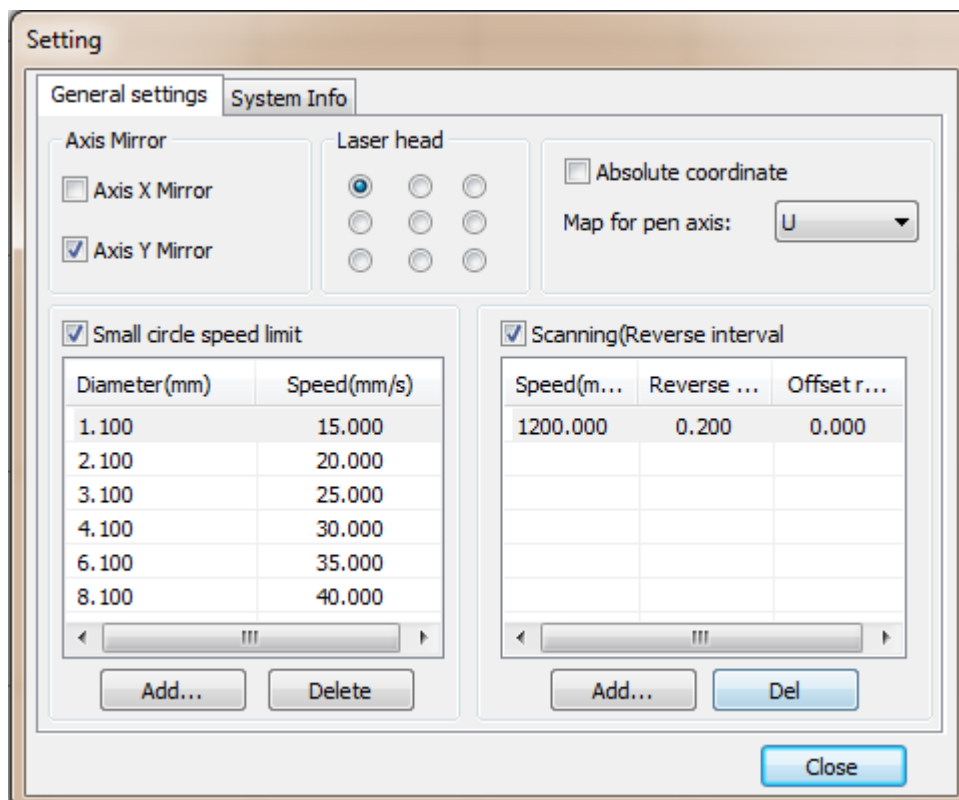 Setting
General settings
System Info
Axis Mirror
Axis X Mirror
Axis Y Mirror
Laser head
Absolute coordinate
Map for pen axis: U
Small circle speed limit
Diameter(mm) Speed(mm/s)
1.100 15.000
2.100 20.000
3.100 25.000
4.100 30.000
6.100 35.000
8.100 40.000
Add... Delete
Scanning(Reverse interval
Speed(m... Reverse ... Offset r...
1200.000 0.200 0.000
Add... Del
Close